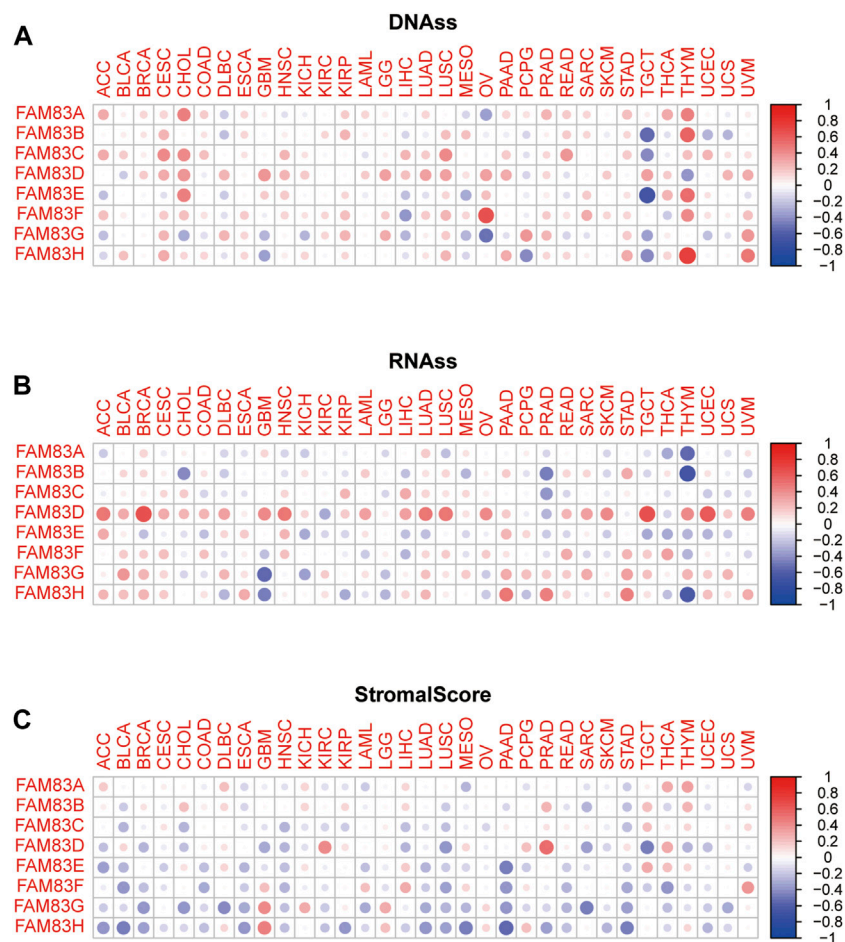 A
DNAss
ACC BLCA BRCA CESC CHOL COAD DLBC ESCA GBM HNSC KICH KIRC KIRP LAML LGG LIHC LUAD LUSC MESO OV PAAD PCPG PRAD READ SARC SKCM STAD TGCT THCA THYM UCEC UCS UVM
FAM83A
FAM83B
FAM83C
FAM83D
FAM83E
FAM83F
FAM83G
FAM83H
1
0.8
0.6
0.4
0.2
0
−0.2
−0.4
−0.6
−0.8
−1
B
RNAss
ACC BLCA BRCA CESC CHOL COAD DLBC ESCA GBM HNSC KICH KIRC KIRP LAML LGG LIHC LUAD LUSC MESO OV PAAD PCPG PRAD READ SARC SKCM STAD TGCT THCA THYM UCEC UCS UVM
FAM83A
FAM83B
FAM83C
FAM83D
FAM83E
FAM83F
FAM83G
FAM83H
1
0.8
0.6
0.4
0.2
0
−0.2
−0.4
−0.6
−0.8
−1
C
StromalScore
ACC BLCA BRCA CESC CHOL COAD DLBC ESCA GBM HNSC KICH KIRC KIRP LAML LGG LIHC LUAD LUSC MESO OV PAAD PCPG PRAD READ SARC SKCM STAD TGCT THCA THYM UCEC UCS UVM
FAM83A
FAM83B
FAM83C
FAM83D
FAM83E
FAM83F
FAM83G
FAM83H
1
0.8
0.6
0.4
0.2
0
−0.2
−0.4
−0.6
−0.8
−1